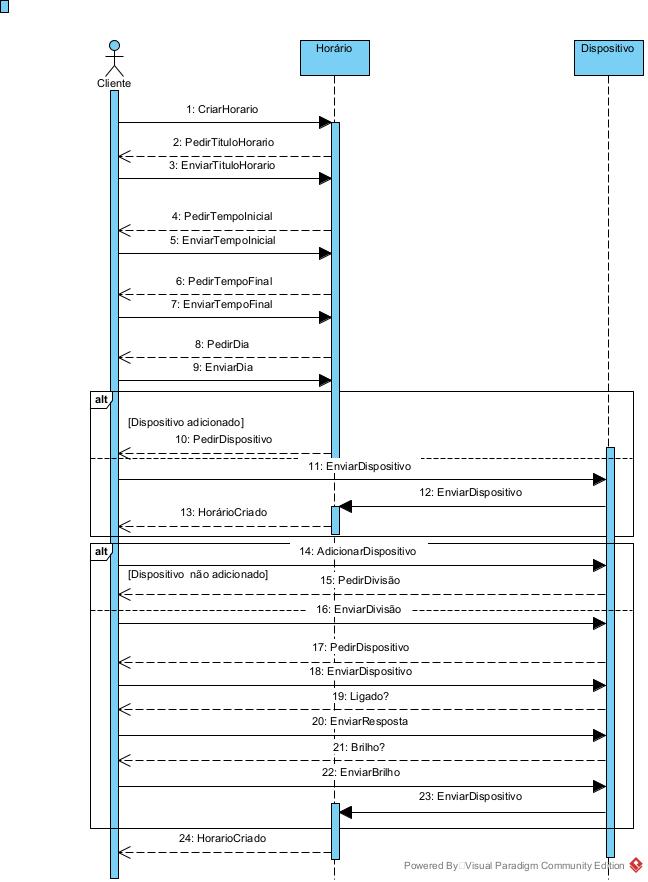 Cliente
Horário
Dispositivo
1: CriarHorario
2: PedirTituloHorario
3: EnviarTituloHorario
4: PedirTempoInicial
5: EnviarTempoInicial
6: PedirTempoFinal
7: EnviarTempoFinal
8: PedirDia
9: EnviarDia
alt
[Dispositivo adicionado]
10: PedirDispositivo
11: EnviarDispositivo
12: EnviarDispositivo
13: HorárioCriado
alt
14: AdicionarDispositivo
[Dispositivo não adicionado]
15: PedirDivisão
16: EnviarDivisão
17: PedirDispositivo
18: EnviarDispositivo
19: Ligado?
20: EnviarResposta
21: Brilho?
22: EnviarBrilho
23: EnviarDispositivo
24: HorarioCriado
Powered By Visual Paradigm Community Edition